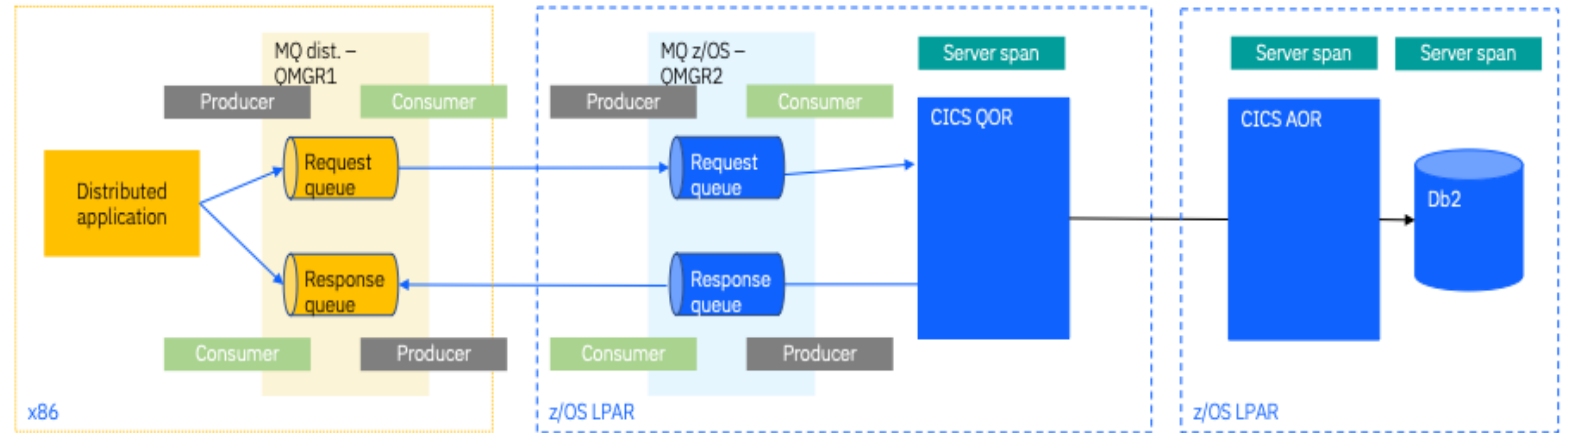 MQ dist. –
QMGR1
Producer
Consumer
Request
queue
Distributed
application
Response
queue
Consumer
Producer
x86
MQ z/OS –
QMGR2
Producer
Consumer
Request
queue
Response
queue
Consumer
Producer
z/OS LPAR
Server span
CICS QOR
Server span
Server span
CICS AOR
Db2
z/OS LPAR